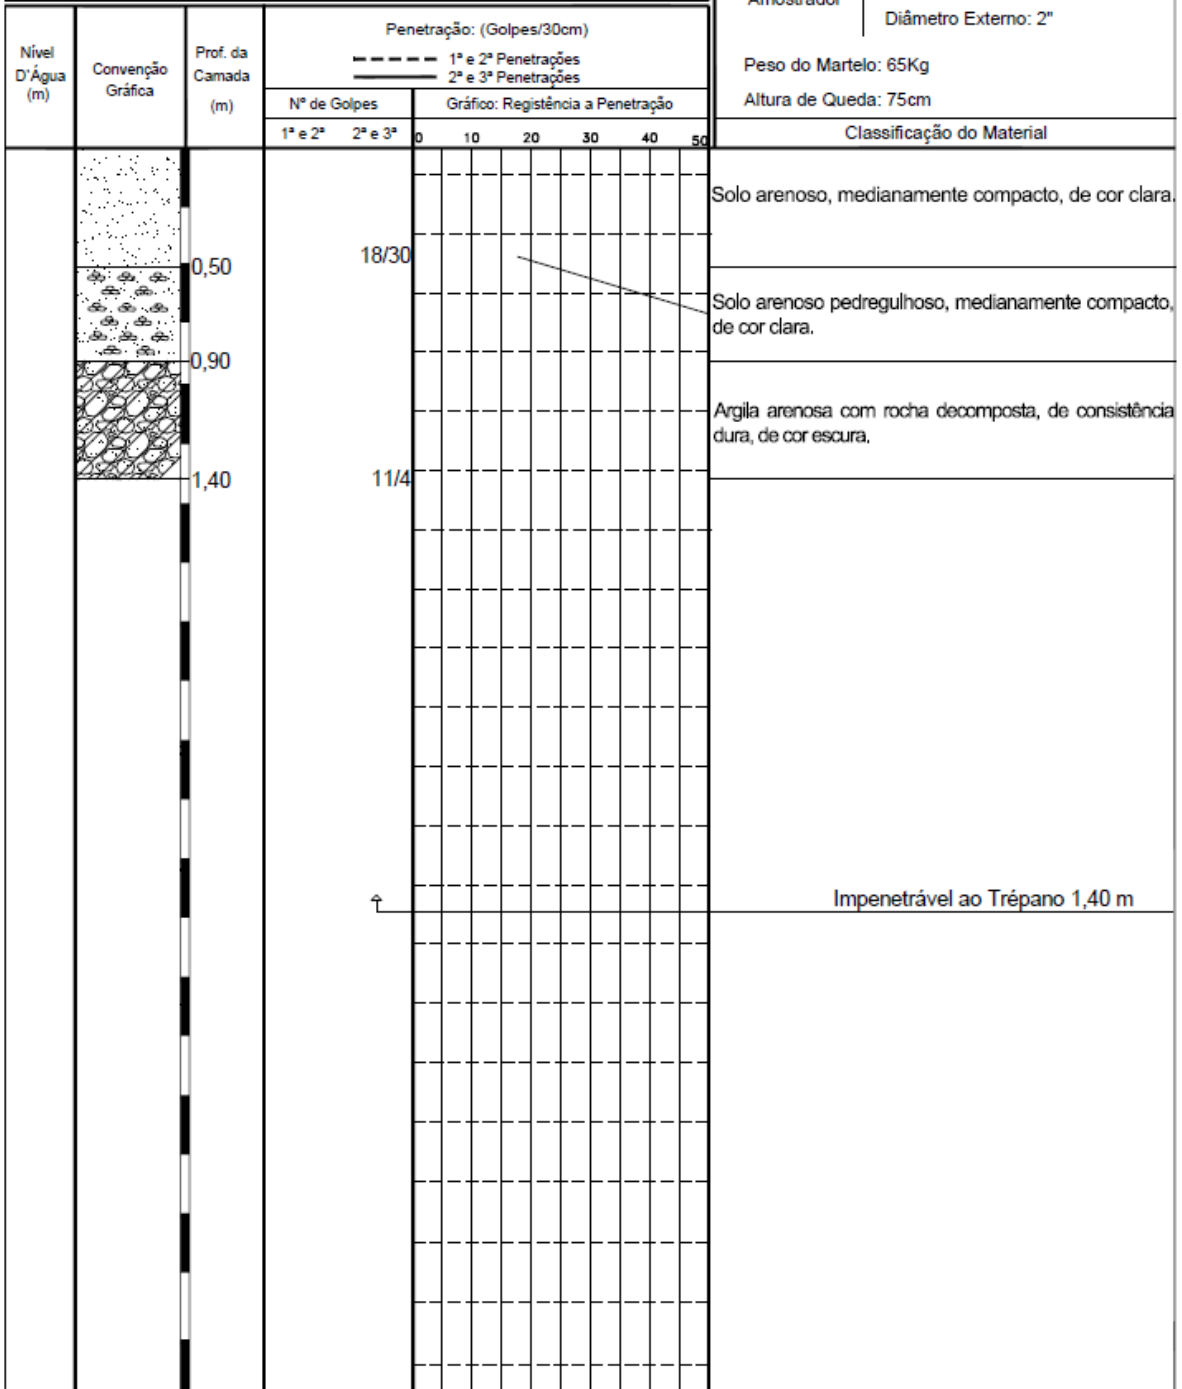 Amostrador
Diâmetro Externo: 2"
Peso do Martelo: 65Kg
Altura de Queda: 75cm
Nível
D'Água
(m)
Convenção
Gráfica
Prof. da
Camada
(m)
Penetração: (Golpes/30cm)
1ª e 2ª Penetrações
2ª e 3ª Penetrações
Nº de Golpes
1ª e 2ª 2ª e 3ª
Gráfico: Registência a Penetração
0 10 20 30 40 50
Classificação do Material
Solo arenoso, medianamente compacto, de cor clara.
18/30
0,50
Solo arenoso pedregulhoso, medianamente compacto,
de cor clara.
0,90
Argila arenosa com rocha decomposta, de consistência
dura, de cor escura,
1,40
11/4
Impenetrável ao Trépano 1,40 m